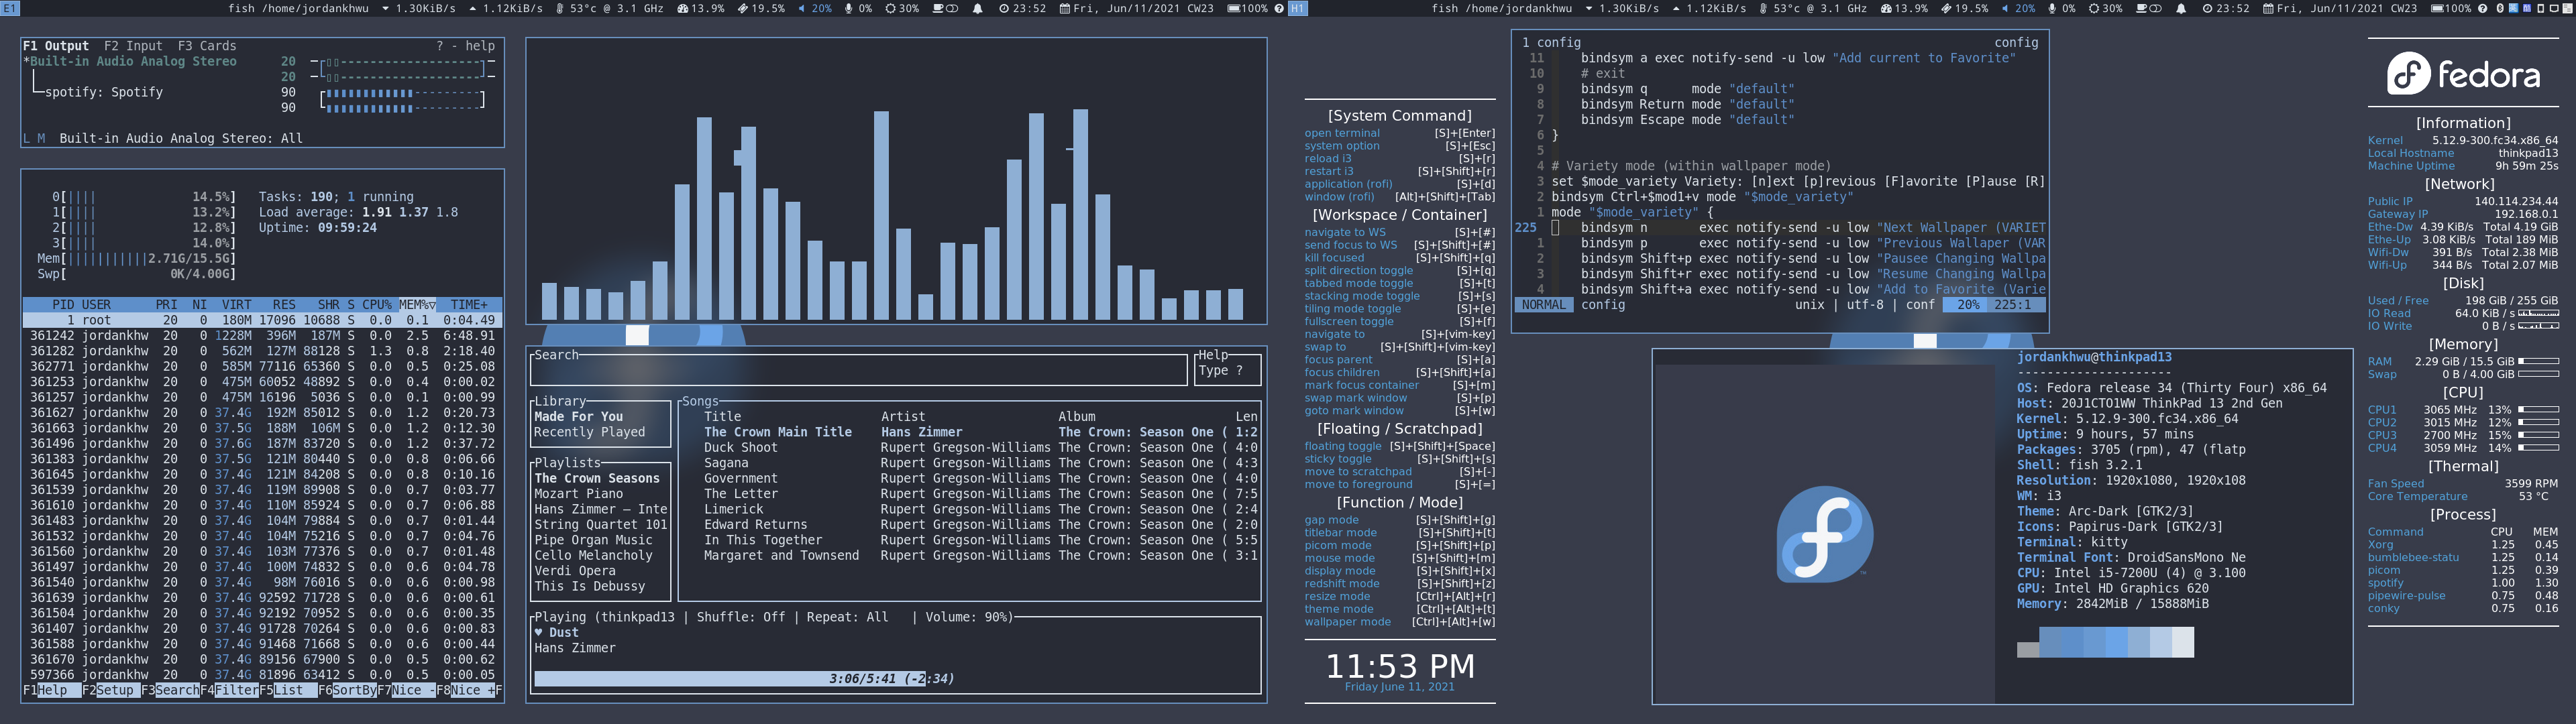 E1 fish /home/jordankhwu 1.30KiB/s 1.12KiB/s 53°c @ 3.1 GHz 13.9% 19.5% 20% 0% 30% 23:52 Fri, Jun/11/2021 CW23 100%
H1 fish /home/jordankhwu 1.30KiB/s 1.12KiB/s 53°c @ 3.1 GHz 13.9% 19.5% 20% 0% 30% 23:52 Fri, Jun/11/2021 CW23 100%
F1 Output F2 Input F3 Cards ? - help
*Built-in Audio Analog Stereo 20
20
spotify: Spotify 90
90
L M Built-in Audio Analog Stereo: All
0[|||| 14.5%] Tasks: 190; 1 running
1[|||| 13.2%] Load average: 1.91 1.37 1.8
2[|||| 12.8%] Uptime: 09:59:24
3[|||| 14.0%]
Mem[|||||||||||2.71G/15.5G]
Swp[ 0K/4.00G]
PID USER PRI NI VIRT RES SHR S CPU% MEM%▽ TIME+
1 root 20 0 180M 17096 10688 S 0.0 0.1 0:04.49
361242 jordankhw 20 0 1228M 396M 187M S 0.0 2.5 6:48.91
361282 jordankhw 20 0 562M 127M 88128 S 1.3 0.8 2:18.40
362771 jordankhw 20 0 585M 77116 65360 S 0.0 0.5 0:25.08
361253 jordankhw 20 0 475M 60052 48892 S 0.0 0.4 0:00.02
361257 jordankhw 20 0 475M 16196 5036 S 0.0 0.1 0:00.99
361627 jordankhw 20 0 37.4G 192M 85012 S 0.0 1.2 0:20.73
361663 jordankhw 20 0 37.5G 188M 106M S 0.0 1.2 0:12.30
361496 jordankhw 20 0 37.6G 187M 83720 S 0.0 1.2 0:37.72
361383 jordankhw 20 0 37.5G 121M 80440 S 0.0 0.8 0:06.66
361645 jordankhw 20 0 37.4G 121M 84208 S 0.0 0.8 0:10.16
361539 jordankhw 20 0 37.4G 119M 89908 S 0.0 0.7 0:03.77
361610 jordankhw 20 0 37.4G 110M 85924 S 0.0 0.7 0:06.88
361483 jordankhw 20 0 37.4G 104M 79884 S 0.0 0.7 0:01.44
361532 jordankhw 20 0 37.4G 104M 75216 S 0.0 0.7 0:04.76
361560 jordankhw 20 0 37.4G 103M 77376 S 0.0 0.7 0:01.48
361497 jordankhw 20 0 37.4G 100M 74832 S 0.0 0.6 0:04.78
361540 jordankhw 20 0 37.4G 98M 76016 S 0.0 0.6 0:00.98
361639 jordankhw 20 0 37.4G 92592 71728 S 0.0 0.6 0:00.61
361504 jordankhw 20 0 37.4G 92192 70952 S 0.0 0.6 0:00.35
361407 jordankhw 20 0 37.4G 91728 70264 S 0.0 0.6 0:00.83
361588 jordankhw 20 0 37.4G 91468 71668 S 0.0 0.6 0:00.44
361670 jordankhw 20 0 37.4G 89156 67900 S 0.0 0.5 0:00.62
597366 jordankhw 20 0 37.4G 81896 63412 S 0.0 0.5 0:00.05
F1Help F2Setup F3SearchF4FilterF5List F6SortByF7Nice -F8Nice +F
Search
Help
Type ?
Library
Made For You
Recently Played
Playlists
The Crown Seasons
Mozart Piano
Hans Zimmer – Inte
String Quartet 101
Pipe Organ Music
Cello Melancholy
Verdi Opera
This Is Debussy
Songs
Title Artist Album Len
The Crown Main Title Hans Zimmer The Crown: Season One ( 1:2
Duck Shoot Rupert Gregson-Williams The Crown: Season One ( 4:0
Sagana Rupert Gregson-Williams The Crown: Season One ( 4:3
Government Rupert Gregson-Williams The Crown: Season One ( 4:0
The Letter Rupert Gregson-Williams The Crown: Season One ( 7:5
Limerick Rupert Gregson-Williams The Crown: Season One ( 2:4
Edward Returns Rupert Gregson-Williams The Crown: Season One ( 2:0
In This Together Rupert Gregson-Williams The Crown: Season One ( 5:5
Margaret and Townsend Rupert Gregson-Williams The Crown: Season One ( 3:1
Playing (thinkpad13 | Shuffle: Off | Repeat: All | Volume: 90%)
♥ Dust
Hans Zimmer
3:06/5:41 (-2:34)
[System Command]
open terminal [S]+[Enter]
system option [S]+[Esc]
reload i3 [S]+[r]
restart i3 [S]+[Shift]+[r]
application (rofi) [S]+[d]
window (rofi) [Alt]+[Shift]+[Tab]
[Workspace / Container]
navigate to WS [S]+[#]
send focus to WS [S]+[Shift]+[#]
kill focused [S]+[Shift]+[q]
split direction toggle [S]+[q]
tabbed mode toggle [S]+[t]
stacking mode toggle [S]+[s]
tiling mode toggle [S]+[e]
fullscreen toggle [S]+[f]
navigate to [S]+[vim-key]
swap to [S]+[Shift]+[vim-key]
focus parent [S]+[a]
focus children [S]+[Shift]+[a]
mark focus container [S]+[m]
swap mark window [S]+[p]
goto mark window [S]+[w]
[Floating / Scratchpad]
floating toggle [S]+[Shift]+[Space]
sticky toggle [S]+[Shift]+[s]
move to scratchpad [S]+[-]
move to foreground [S]+[=]
[Function / Mode]
gap mode [S]+[Shift]+[g]
titlebar mode [S]+[Shift]+[t]
picom mode [S]+[Shift]+[p]
mouse mode [S]+[Shift]+[m]
display mode [S]+[Shift]+[x]
redshift mode [S]+[Shift]+[z]
resize mode [Ctrl]+[Alt]+[r]
theme mode [Ctrl]+[Alt]+[t]
wallpaper mode [Ctrl]+[Alt]+[w]
11:53 PM
Friday June 11, 2021
1 config config
11 bindsym a exec notify-send -u low "Add current to Favorite"
10 # exit
9 bindsym q mode "default"
8 bindsym Return mode "default"
7 bindsym Escape mode "default"
6 }
5
4 # Variety mode (within wallpaper mode)
3 set $mode_variety Variety: [n]ext [p]revious [F]avorite [P]ause [R]
2 bindsym Ctrl+$mod1+v mode "$mode_variety"
1 mode "$mode_variety" {
225 bindsym n exec notify-send -u low "Next Wallpaper (VARIET
1 bindsym p exec notify-send -u low "Previous Wallaper (VAR
2 bindsym Shift+p exec notify-send -u low "Pausee Changing Wallpa
3 bindsym Shift+r exec notify-send -u low "Resume Changing Wallpa
4 bindsym Shift+a exec notify-send -u low "Add to Favorite (Varie
NORMAL config unix | utf-8 | conf 20% 225:1
jordankhwu@thinkpad13
---------------------
OS: Fedora release 34 (Thirty Four) x86_64
Host: 20J1CTO1WW ThinkPad 13 2nd Gen
Kernel: 5.12.9-300.fc34.x86_64
Uptime: 9 hours, 57 mins
Packages: 3705 (rpm), 47 (flatp
Shell: fish 3.2.1
Resolution: 1920x1080, 1920x108
WM: i3
Theme: Arc-Dark [GTK2/3]
Icons: Papirus-Dark [GTK2/3]
Terminal: kitty
Terminal Font: DroidSansMono Ne
CPU: Intel i5-7200U (4) @ 3.100
GPU: Intel HD Graphics 620
Memory: 2842MiB / 15888MiB
fedora
[Information]
Kernel 5.12.9-300.fc34.x86_64
Local Hostname thinkpad13
Machine Uptime 9h 59m 25s
[Network]
Public IP 140.114.234.44
Gateway IP 192.168.0.1
Ethe-Dw 4.39 KiB/s Total 4.19 GiB
Ethe-Up 3.08 KiB/s Total 189 MiB
Wifi-Dw 391 B/s Total 2.38 MiB
Wifi-Up 344 B/s Total 2.07 MiB
[Disk]
Used / Free 198 GiB / 255 GiB
IO Read 64.0 KiB / s
IO Write 0 B / s
[Memory]
RAM 2.29 GiB / 15.5 GiB
Swap 0 B / 4.00 GiB
[CPU]
CPU1 3065 MHz 13%
CPU2 3015 MHz 12%
CPU3 2700 MHz 15%
CPU4 3059 MHz 14%
[Thermal]
Fan Speed 3599 RPM
Core Temperature 53 °C
[Process]
Command CPU MEM
Xorg 1.25 0.45
bumblebee-statu 1.25 0.14
picom 1.25 0.39
spotify 1.00 1.30
pipewire-pulse 0.75 0.48
conky 0.75 0.16